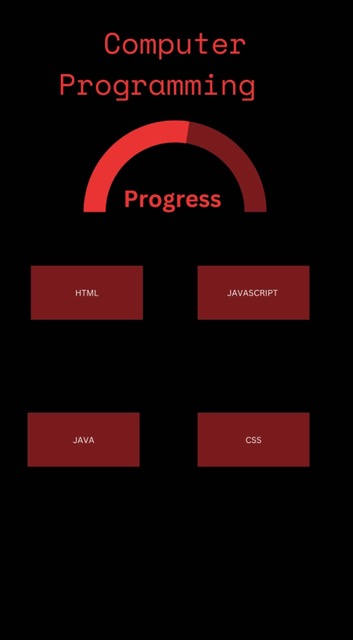 Computer
Programming
Progress
HTML
JAVASCRIPT
JAVA
CSS